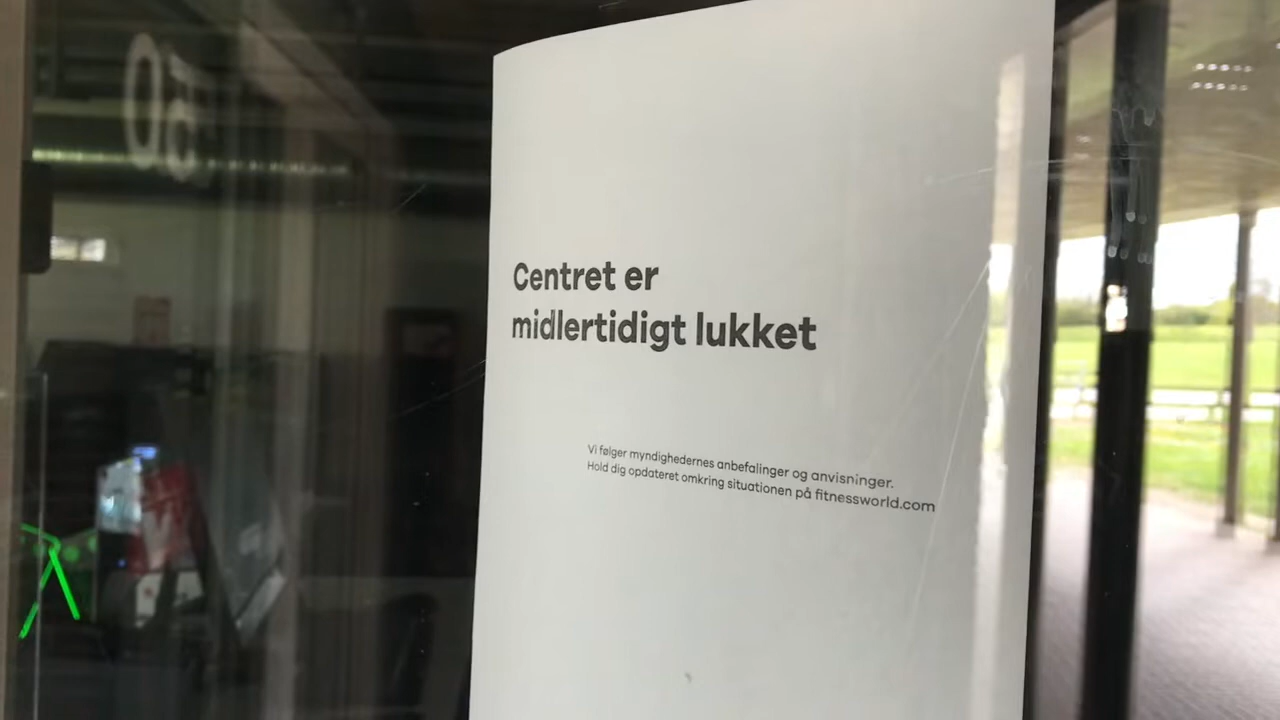 Centret er
midlertidigt lukket
Vi følger myndighedernes anbefalinger og anvisninger.
Hold dig opdateret omkring situationen på fitnessworld.com